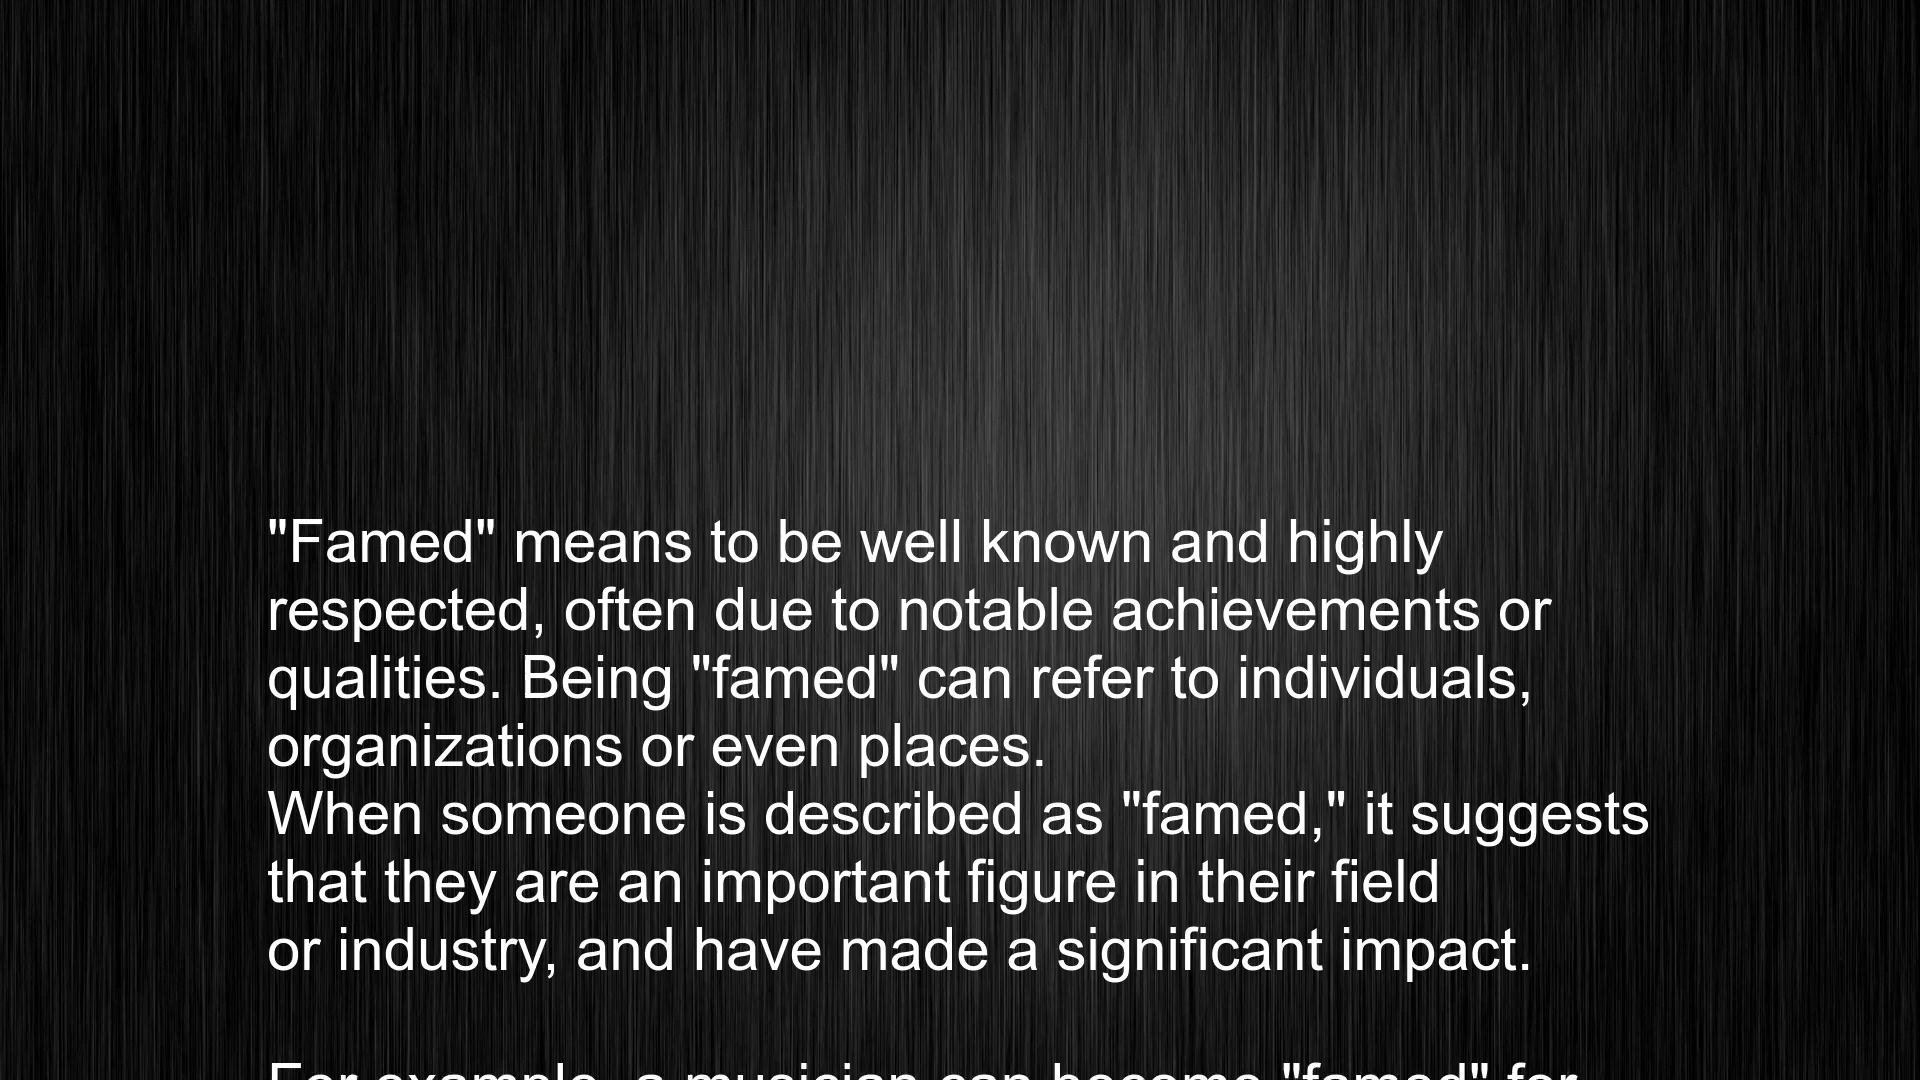 "Famed" means to be well known and highly
respected, often due to notable achievements or
qualities. Being "famed" can refer to individuals,
organizations or even places.
When someone is described as "famed," it suggests
that they are an important figure in their field
or industry, and have made a significant impact.
For example, a musician can become "famed" for